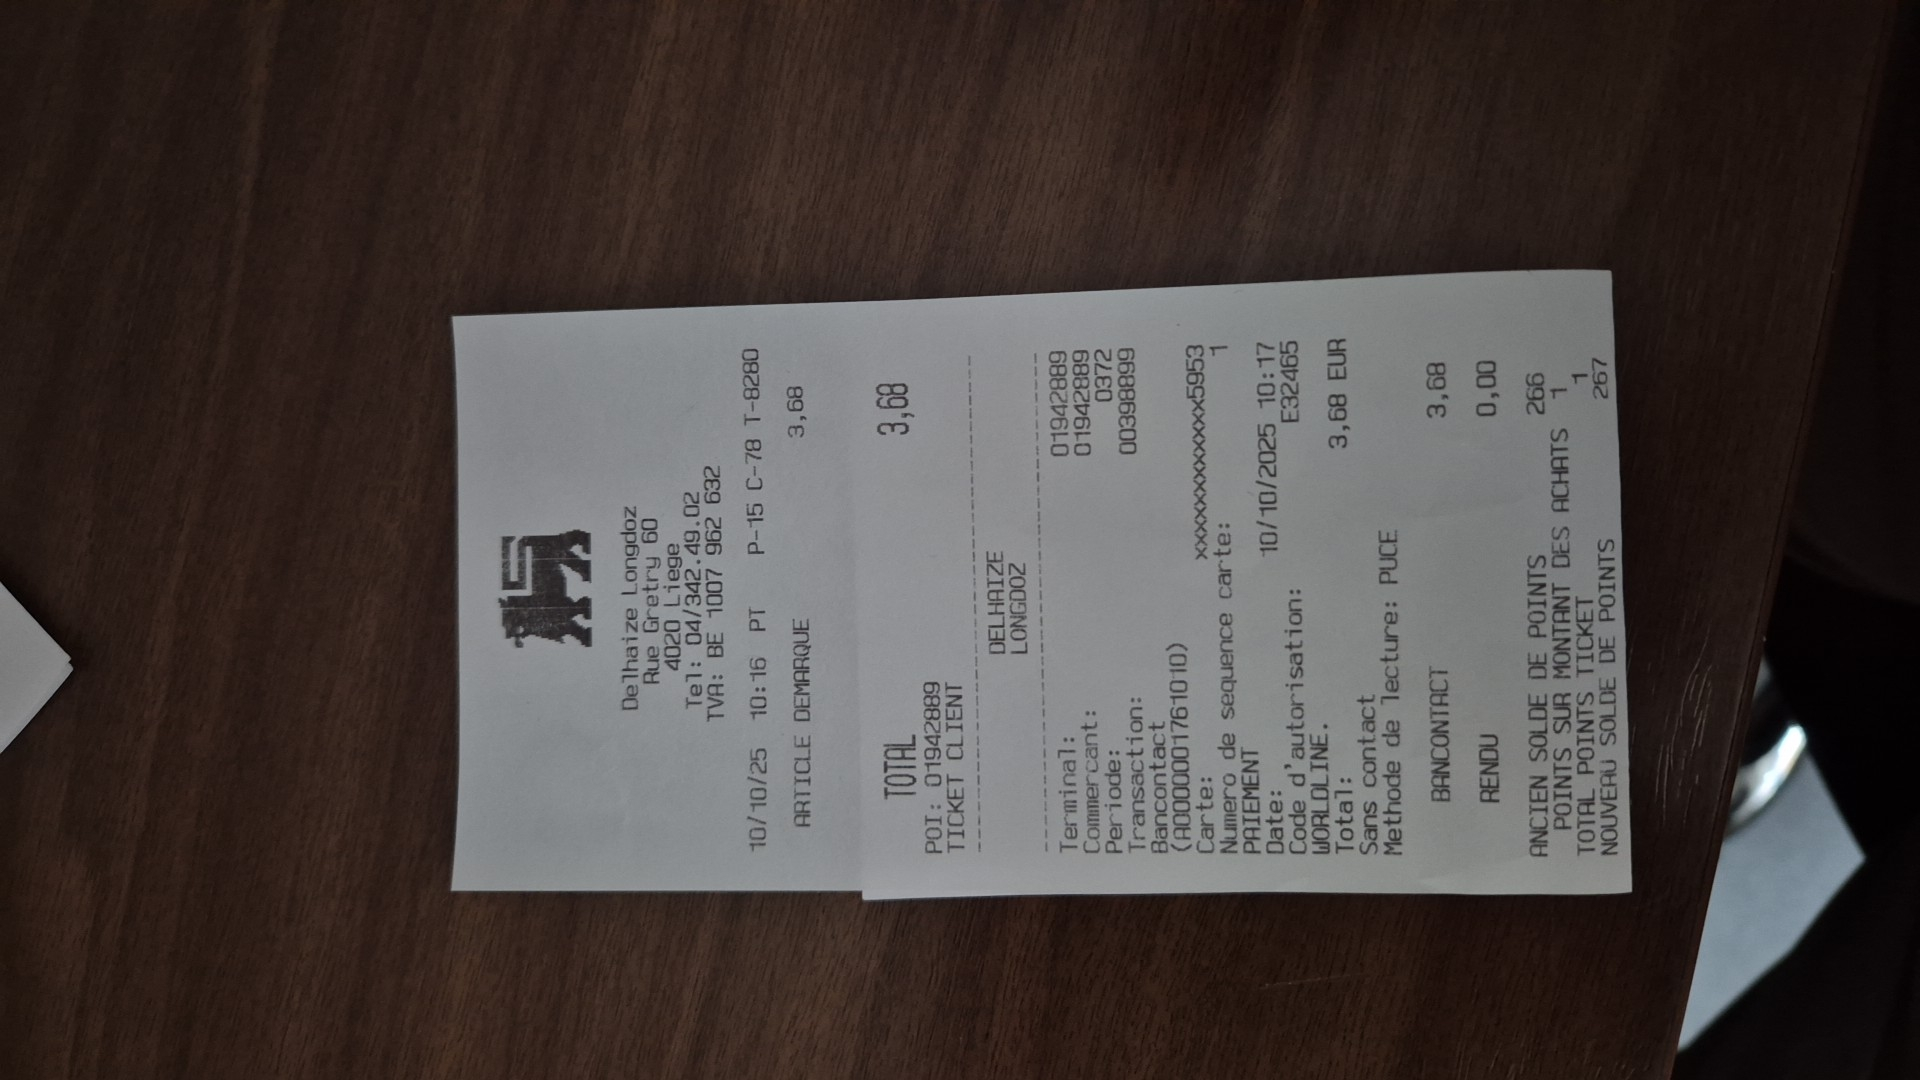 Delhaize Longdoz
Rue Gretry 60
4020 Liege
Tel: 04/342.49.02
TVA: BE 1007 962 632
10/10/25 10:16 PT P-15 C-78 T-8280
ARTICLE DEMARQUE 3,68
TOTAL 3,68
POI: 01942889
TICKET CLIENT
DELHAIZE
LONGDOZ
Terminal: 01942889
Commercant: 01942889
Periode: 0372
Transaction: 00398899
Bancontact
(A0000001761010)
Carte: xxxxxxxxxxxxxxx5953
Numero de sequence carte: 1
PAIEMENT
Date: 10/10/2025 10:17
Code d'autorisation: E32465
WORLDLINE.
Total: 3,68 EUR
Sans contact
Methode de lecture: PUCE
BANCONTACT 3,68
RENDU 0,00
ANCIEN SOLDE DE POINTS 266
POINTS SUR MONTANT DES ACHATS 1
TOTAL POINTS TICKET 1
NOUVEAU SOLDE DE POINTS 267